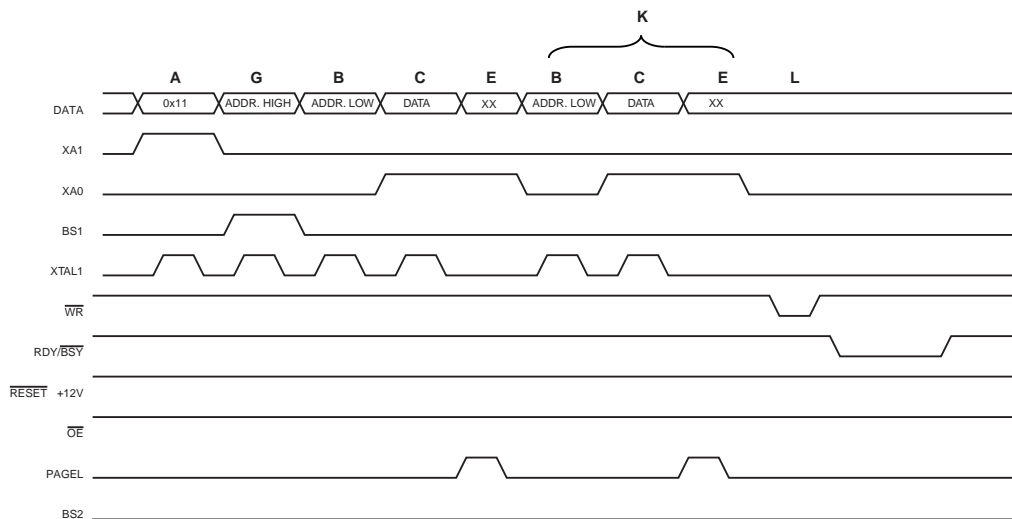 K
A G B C E B C E L
DATA 0x11 ADDR. HIGH ADDR. LOW DATA XX ADDR. LOW DATA XX
XA1
XA0
BS1
XTAL1
WR
RDY/BSY
RESET +12V
OE
PAGEL
BS2